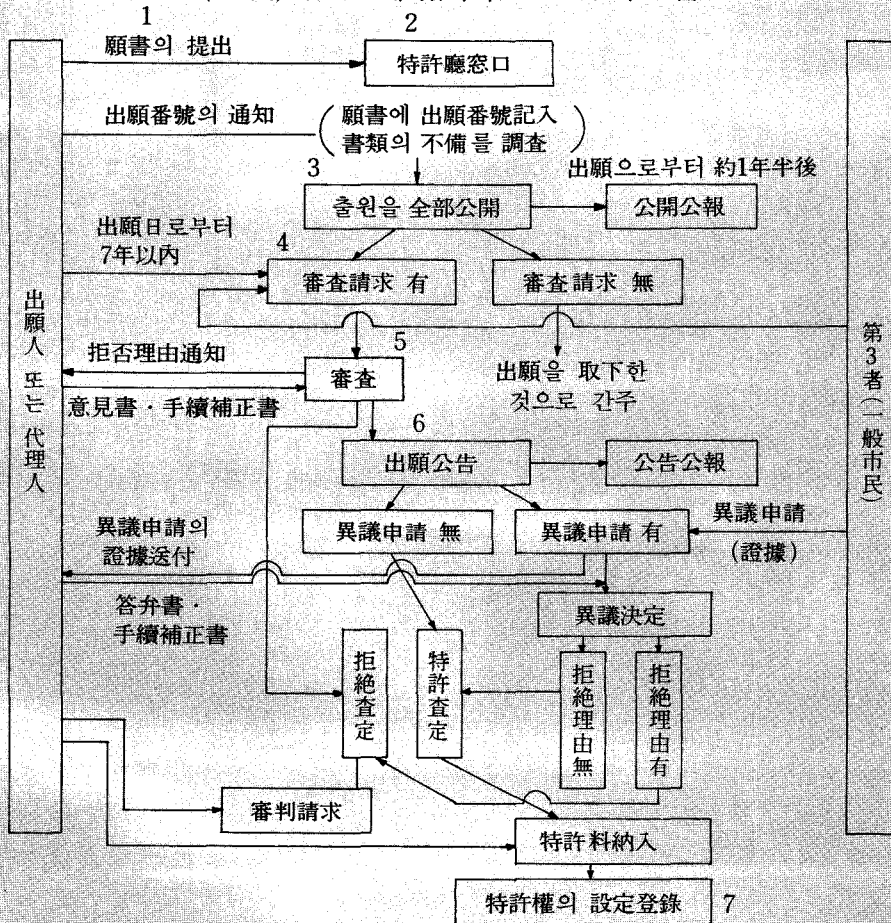 1
願書의 提出
2
特許廳窓口
出願番號의 通知
(願書에 出願番號記入
書類의 不備를 調査)
3
출원을 全部公開
出願으로부터 約1年半後
公開公報
出願日로부터
7年以內
4
審査請求 有
審査請求 無
出願人 또는 代理人
第3者(一般市民)
拒否理由通知
5
審査
出願을 取下한
것으로 간주
意見書·手續補正書
6
出願公告
公告公報
異議申請 無
異議申請 有
異議申請
(證據)
異議申請의
證據送付
答弁書·
手續補正書
異議決定
拒絶査定
特許査定
拒絶理由無
拒絶理由有
審判請求
特許料納入
特許權의 設定登錄
7